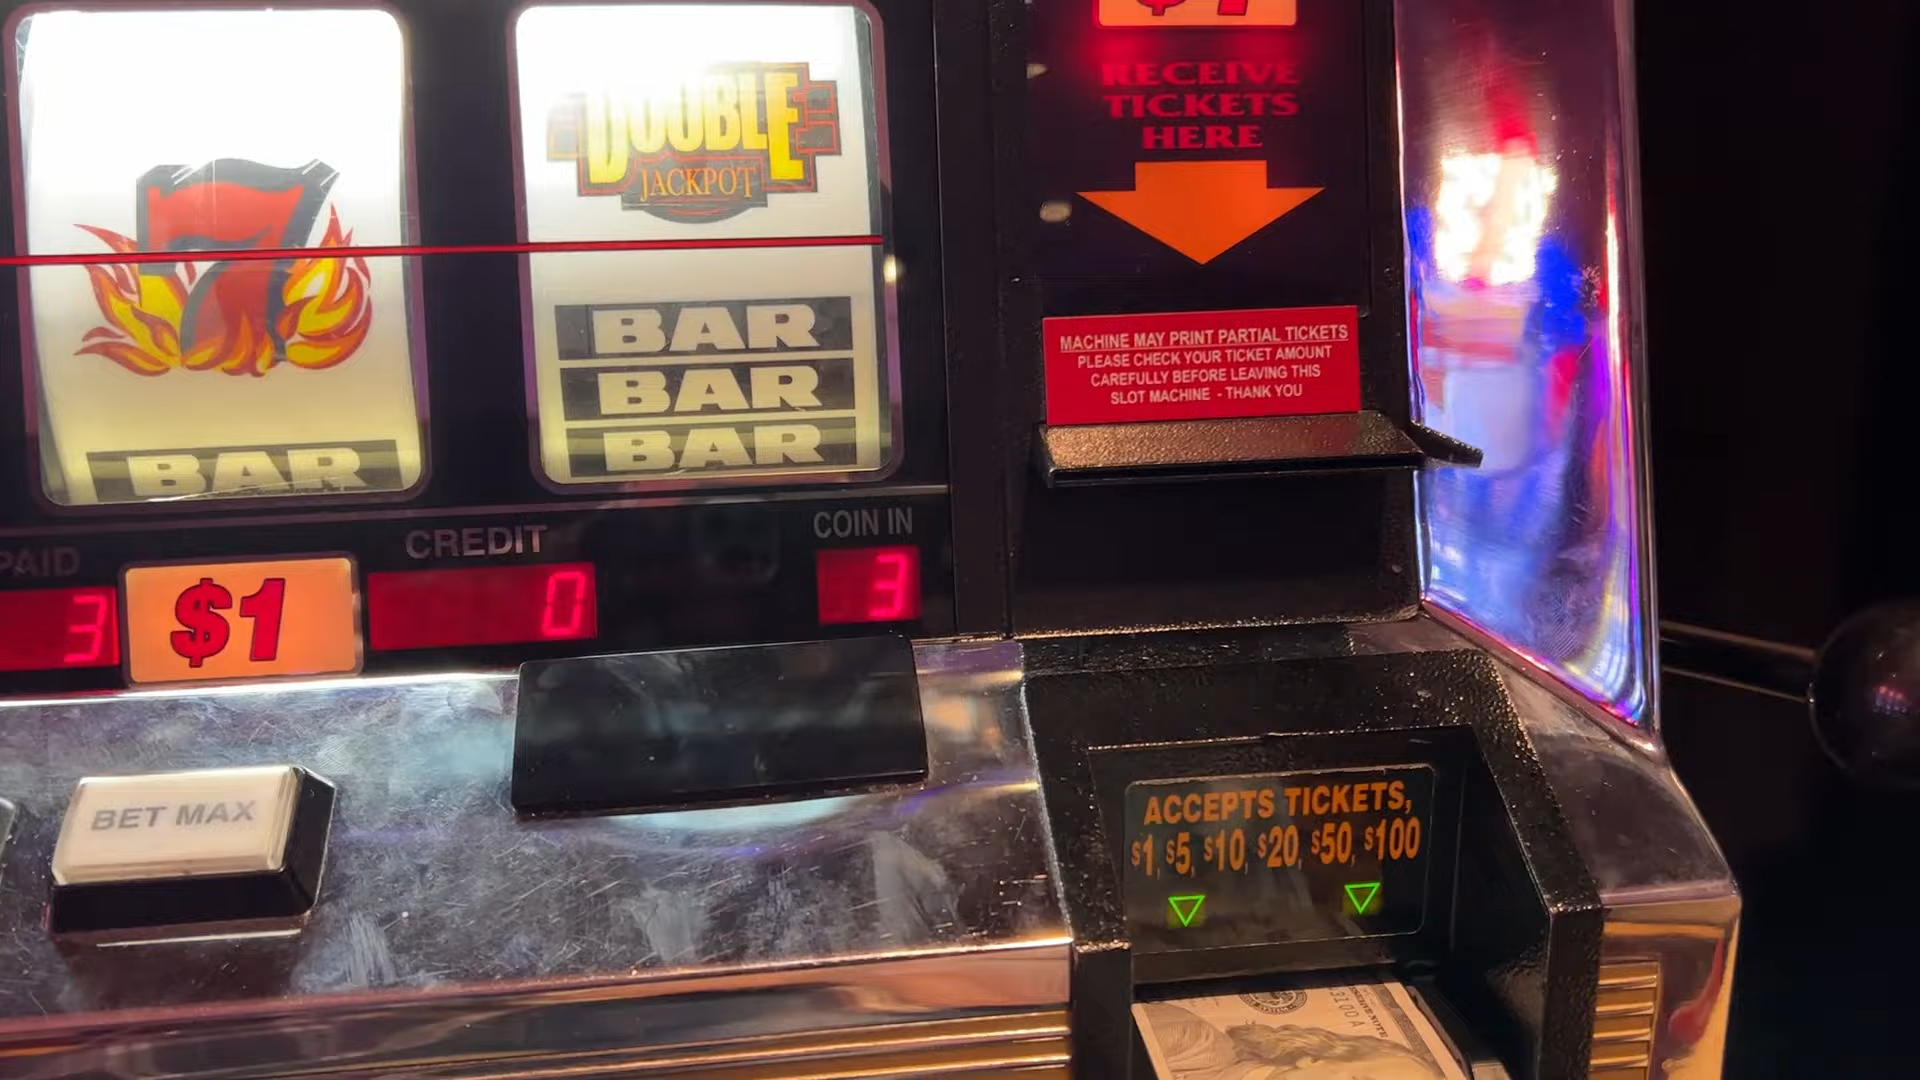 7
BAR
DOUBLE
JACKPOT
BAR
BAR
BAR
$1
RECEIVE
TICKETS
HERE
MACHINE MAY PRINT PARTIAL TICKETS
PLEASE CHECK YOUR TICKET AMOUNT
CAREFULLY BEFORE LEAVING THIS
SLOT MACHINE - THANK YOU
PAID
3
$1
CREDIT
0
COIN IN
3
BET MAX
ACCEPTS TICKETS,
$1, $5, $10, $20, $50, $100